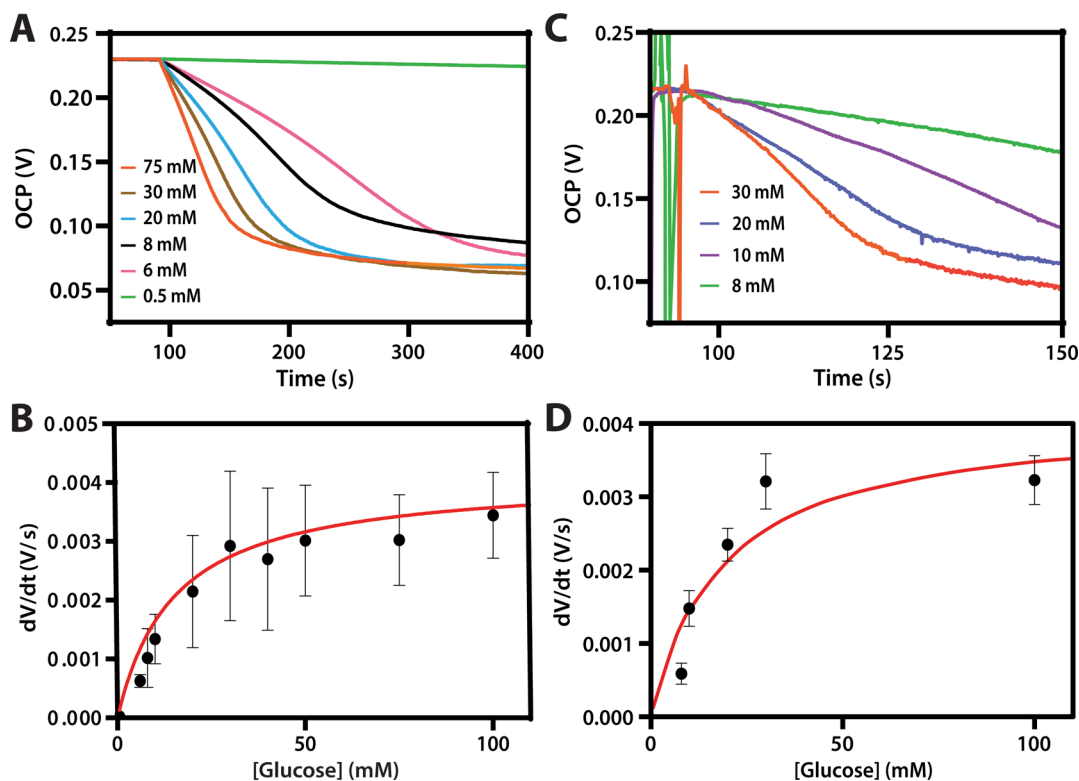 A
0.25
0.20
0.15
0.10
0.05
OCP (V)
75 mM
30 mM
20 mM
8 mM
6 mM
0.5 mM
100
200
300
400
Time (s)
C
0.25
0.20
0.15
0.10
OCP (V)
30 mM
20 mM
10 mM
8 mM
100
125
150
Time (s)
B
0.005
0.004
0.003
0.002
0.001
0.000
dV/dt (V/s)
0
50
100
[Glucose] (mM)
D
0.004
0.003
0.002
0.001
0.000
dV/dt (V/s)
0
50
100
[Glucose] (mM)